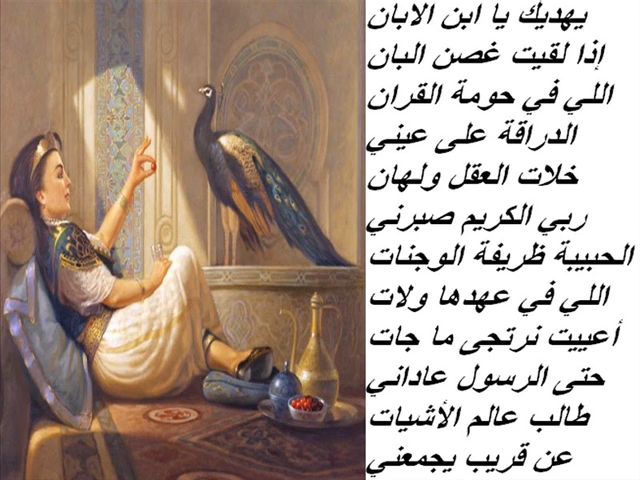 يهديك يا ابن الابان
إذا لقيت غصن البان
اللي في حومة القران
الدراقة على عيني
خلات العقل ولهان
ربي الكريم صبرني
الحبيبة ظريفة الوجنات
اللي في عهدها ولات
أعييت نرتجى ما جات
حتى الرسول عاداني
طالب عالم الأشيات
عن قريب يجمعني